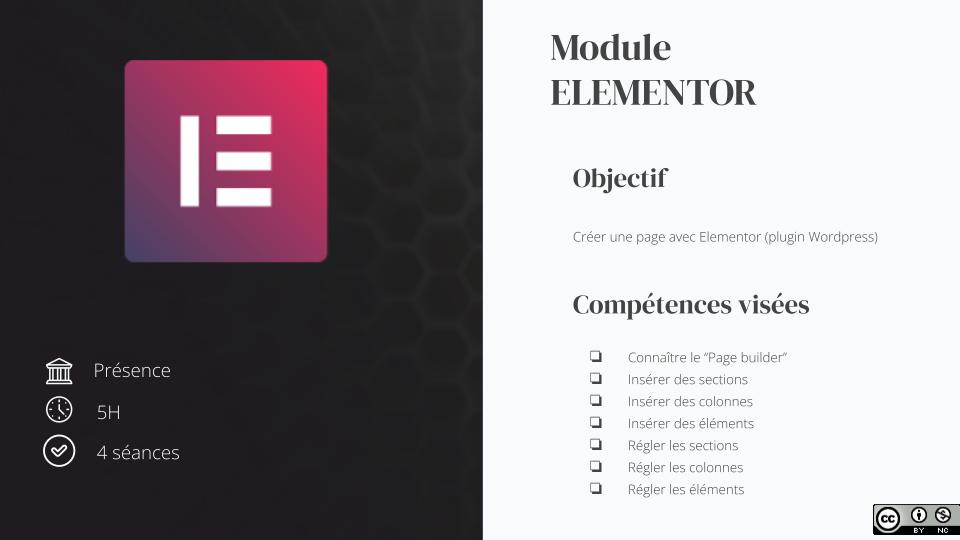 Module
ELEMENTOR
Objectif
Créer une page avec Elementor (plugin Wordpress)
Compétences visées
Connaître le “Page builder”
Insérer des sections
Insérer des colonnes
Insérer des éléments
Régler les sections
Régler les colonnes
Régler les éléments
Présence
5H
4 séances
cc
BY NC